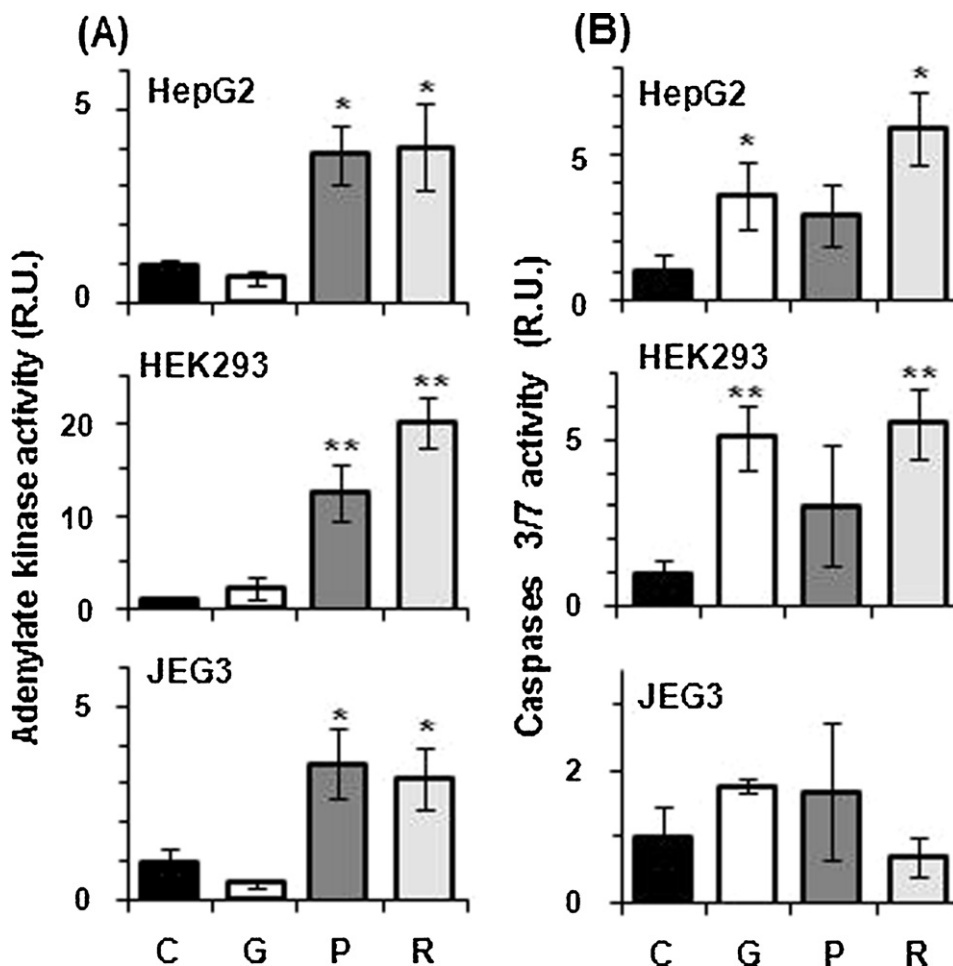 (A)
Adenylate kinase activity (R.U.)
HepG2
5
0
* *
HEK293
20
10
0
** **
JEG3
5
0
* *
C G P R
(B)
Caspases 3/7 activity (R.U.)
HepG2
5
0
* *
HEK293
5
0
** **
JEG3
2
0
C G P R